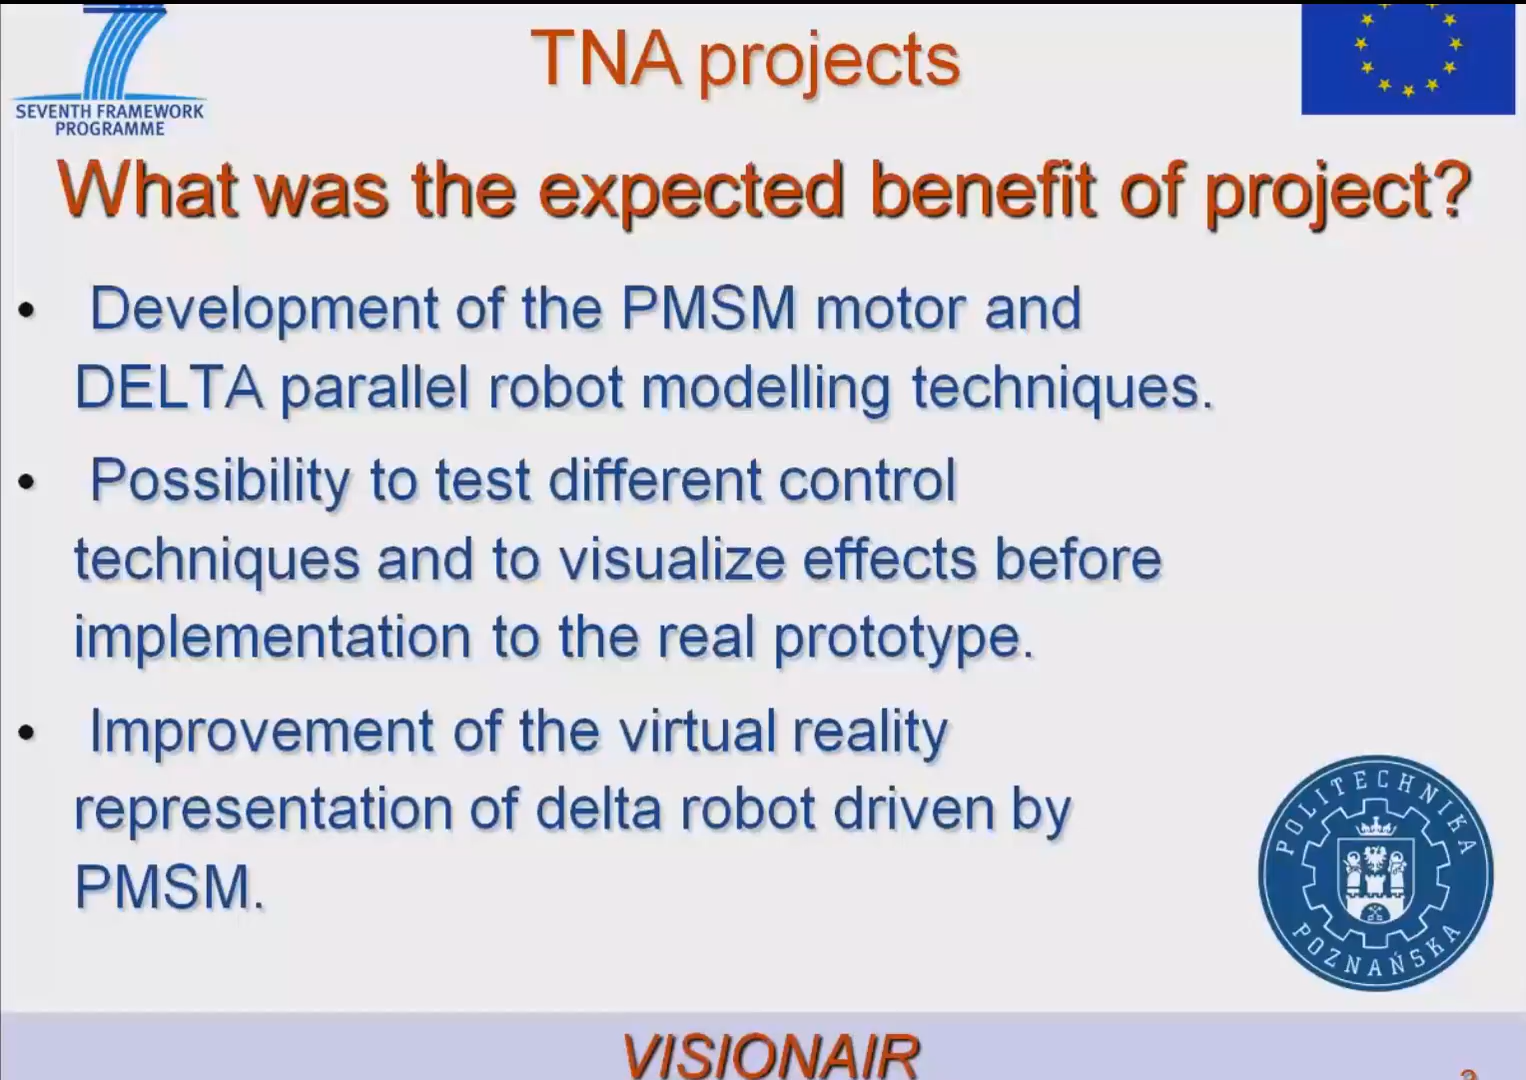 SEVENTH FRAMEWORK
PROGRAMME
TNA projects
What was the expected benefit of project?
• Development of the PMSM motor and
DELTA parallel robot modelling techniques.
• Possibility to test different control
techniques and to visualize effects before
implementation to the real prototype.
• Improvement of the virtual reality
representation of delta robot driven by
PMSM.
POLITECHNIKA
POZNAŃSKA
VISIONAIR